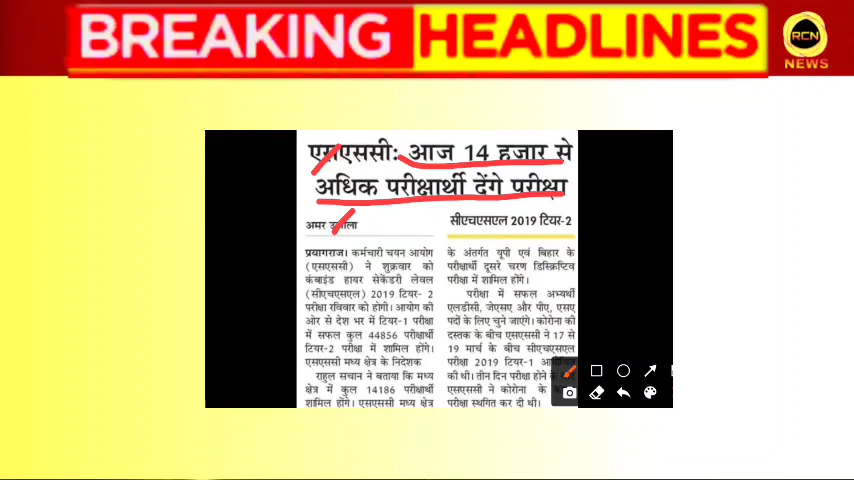 BREAKING HEADLINES
RCN
NEWS
एसएससी: आज 14 हजार से
अधिक परीक्षार्थी देंगे परीक्षा
अमर उजाला
प्रयागराज। कर्मचारी चयन आयोग
(एसएससी) ने शुक्रवार को
कंबाइंड हायर सेकेंडरी लेवल
(सीएचएसएल) 2019 टियर- 2
परीक्षा रविवार को होगी। आयोग की
ओर से देश भर में टियर-1 परीक्षा
में सफल कुल 44856 परीक्षार्थी
टियर-2 परीक्षा में शामिल होंगे।
एसएससी मध्य क्षेत्र के निदेशक
राहुल सचान ने बताया कि मध्य
क्षेत्र में कुल 14186 परीक्षार्थी
शामिल होंगे। एसएससी मध्य क्षेत्र
सीएचएसएल 2019 टियर-2
के अंतर्गत यूपी एवं बिहार के
परीक्षार्थी दूसरे चरण डिस्क्रिप्टिव
परीक्षा में शामिल होंगे।
परीक्षा में सफल अभ्यर्थी
एलडीसी, जेएसए और पीए, एसए
पदों के लिए चुने जाएंगे। कोरोना की
दस्तक के बीच एसएससी ने 17 से
19 मार्च के बीच सीएचएसएल
परीक्षा 2019 टियर-1
की थी। तीन दिन परीक्षा होने के
एसएससी ने कोरोना के
परीक्षा स्थगित कर दी थी।